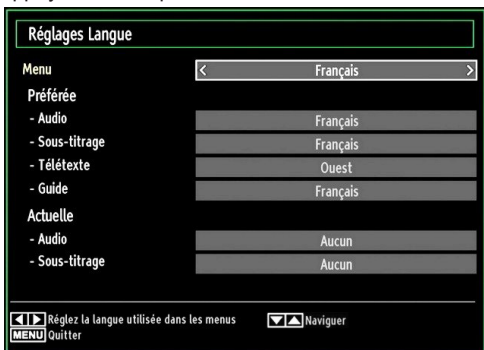 Réglages Langue
Menu < Français >
Préférée
- Audio Français
- Sous-titrage Français
- Télétexte Ouest
- Guide Français
Actuelle
- Audio Aucun
- Sous-titrage Aucun
Réglez la langue utilisée dans les menus Naviguer
MENU Quitter